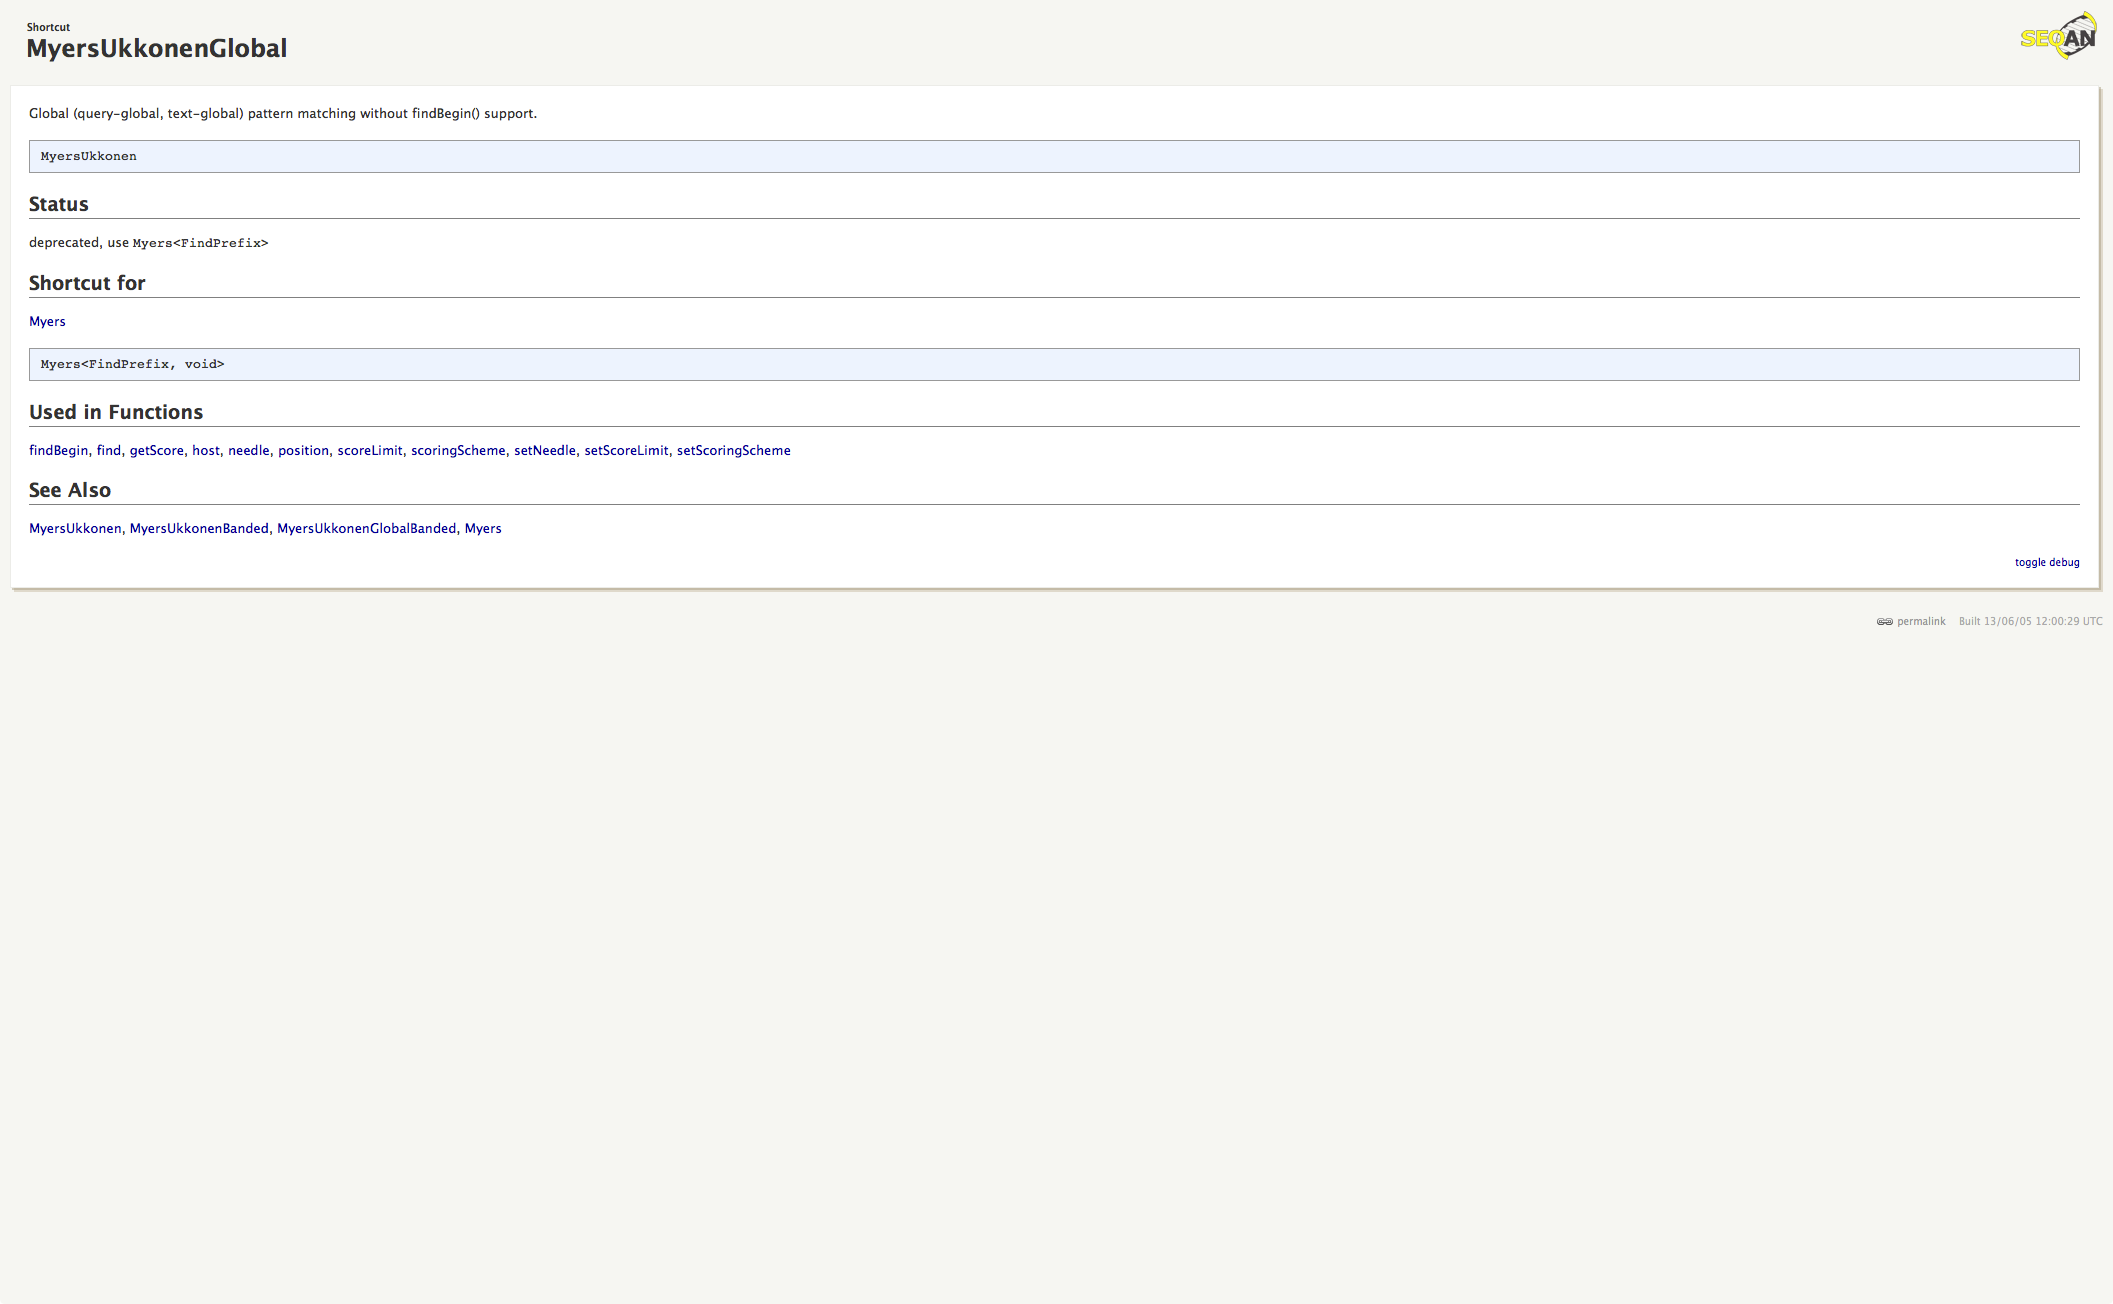 Shortcut
MyersUkkonenGlobal
SEQAN
Global (query-global, text-global) pattern matching without findBegin() support.
MyersUkkonen
Status
deprecated, use Myers<FindPrefix>
Shortcut for
Myers
Myers<FindPrefix, void>
Used in Functions
findBegin, find, getScore, host, needle, position, scoreLimit, scoringScheme, setNeedle, setScoreLimit, setScoringScheme
See Also
MyersUkkonen, MyersUkkonenBanded, MyersUkkonenGlobalBanded, Myers
toggle debug
permalink Built 13/06/05 12:00:29 UTC